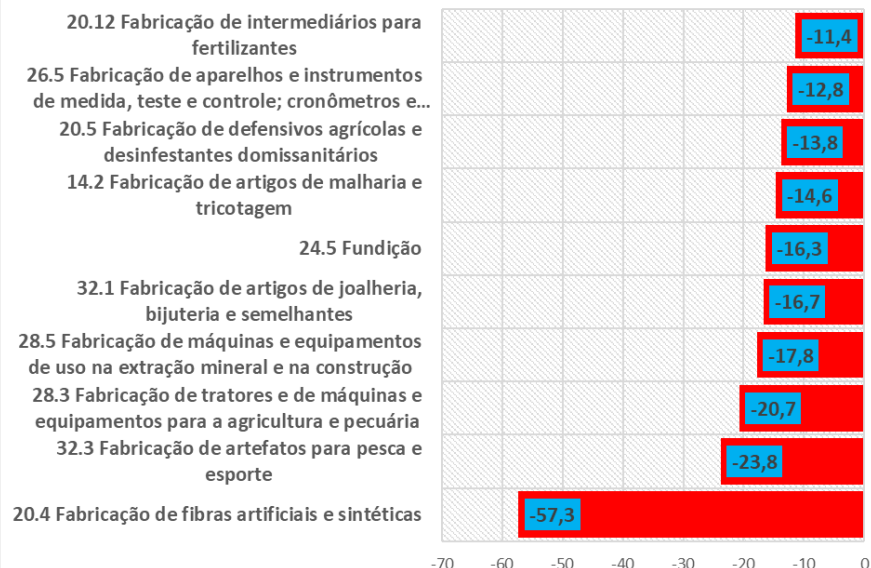 20.12 Fabricação de intermediários para
fertilizantes
-11,4
26.5 Fabricação de aparelhos e instrumentos
de medida, teste e controle; cronômetros e...
-12,8
20.5 Fabricação de defensivos agrícolas e
desinfestantes domissanitários
-13,8
14.2 Fabricação de artigos de malharia e
tricotagem
-14,6
24.5 Fundição
-16,3
32.1 Fabricação de artigos de joalheria,
bijuteria e semelhantes
-16,7
28.5 Fabricação de máquinas e equipamentos
de uso na extração mineral e na construção
-17,8
28.3 Fabricação de tratores e de máquinas e
equipamentos para a agricultura e pecuária
-20,7
32.3 Fabricação de artefatos para pesca e
esporte
-23,8
20.4 Fabricação de fibras artificiais e sintéticas
-57,3
-70 -60 -50 -40 -30 -20 -10 0